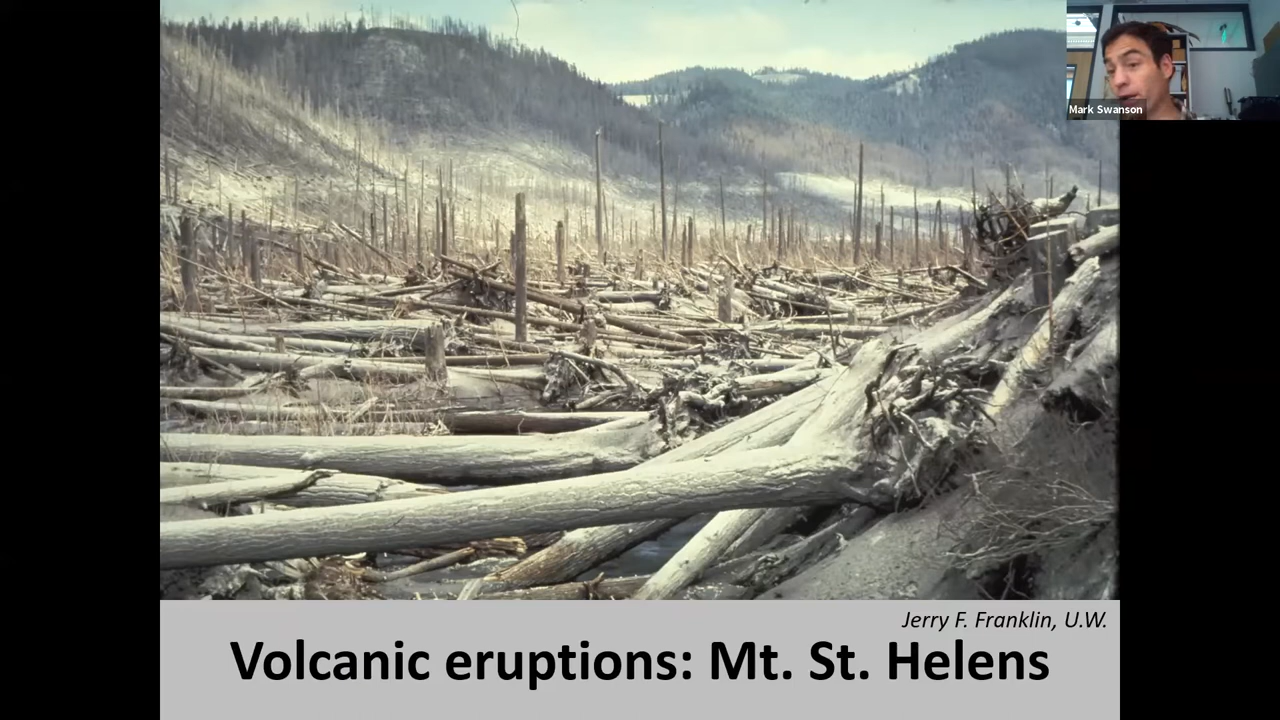 Mark Swanson
Jerry F. Franklin, U.W.
Volcanic eruptions: Mt. St. Helens